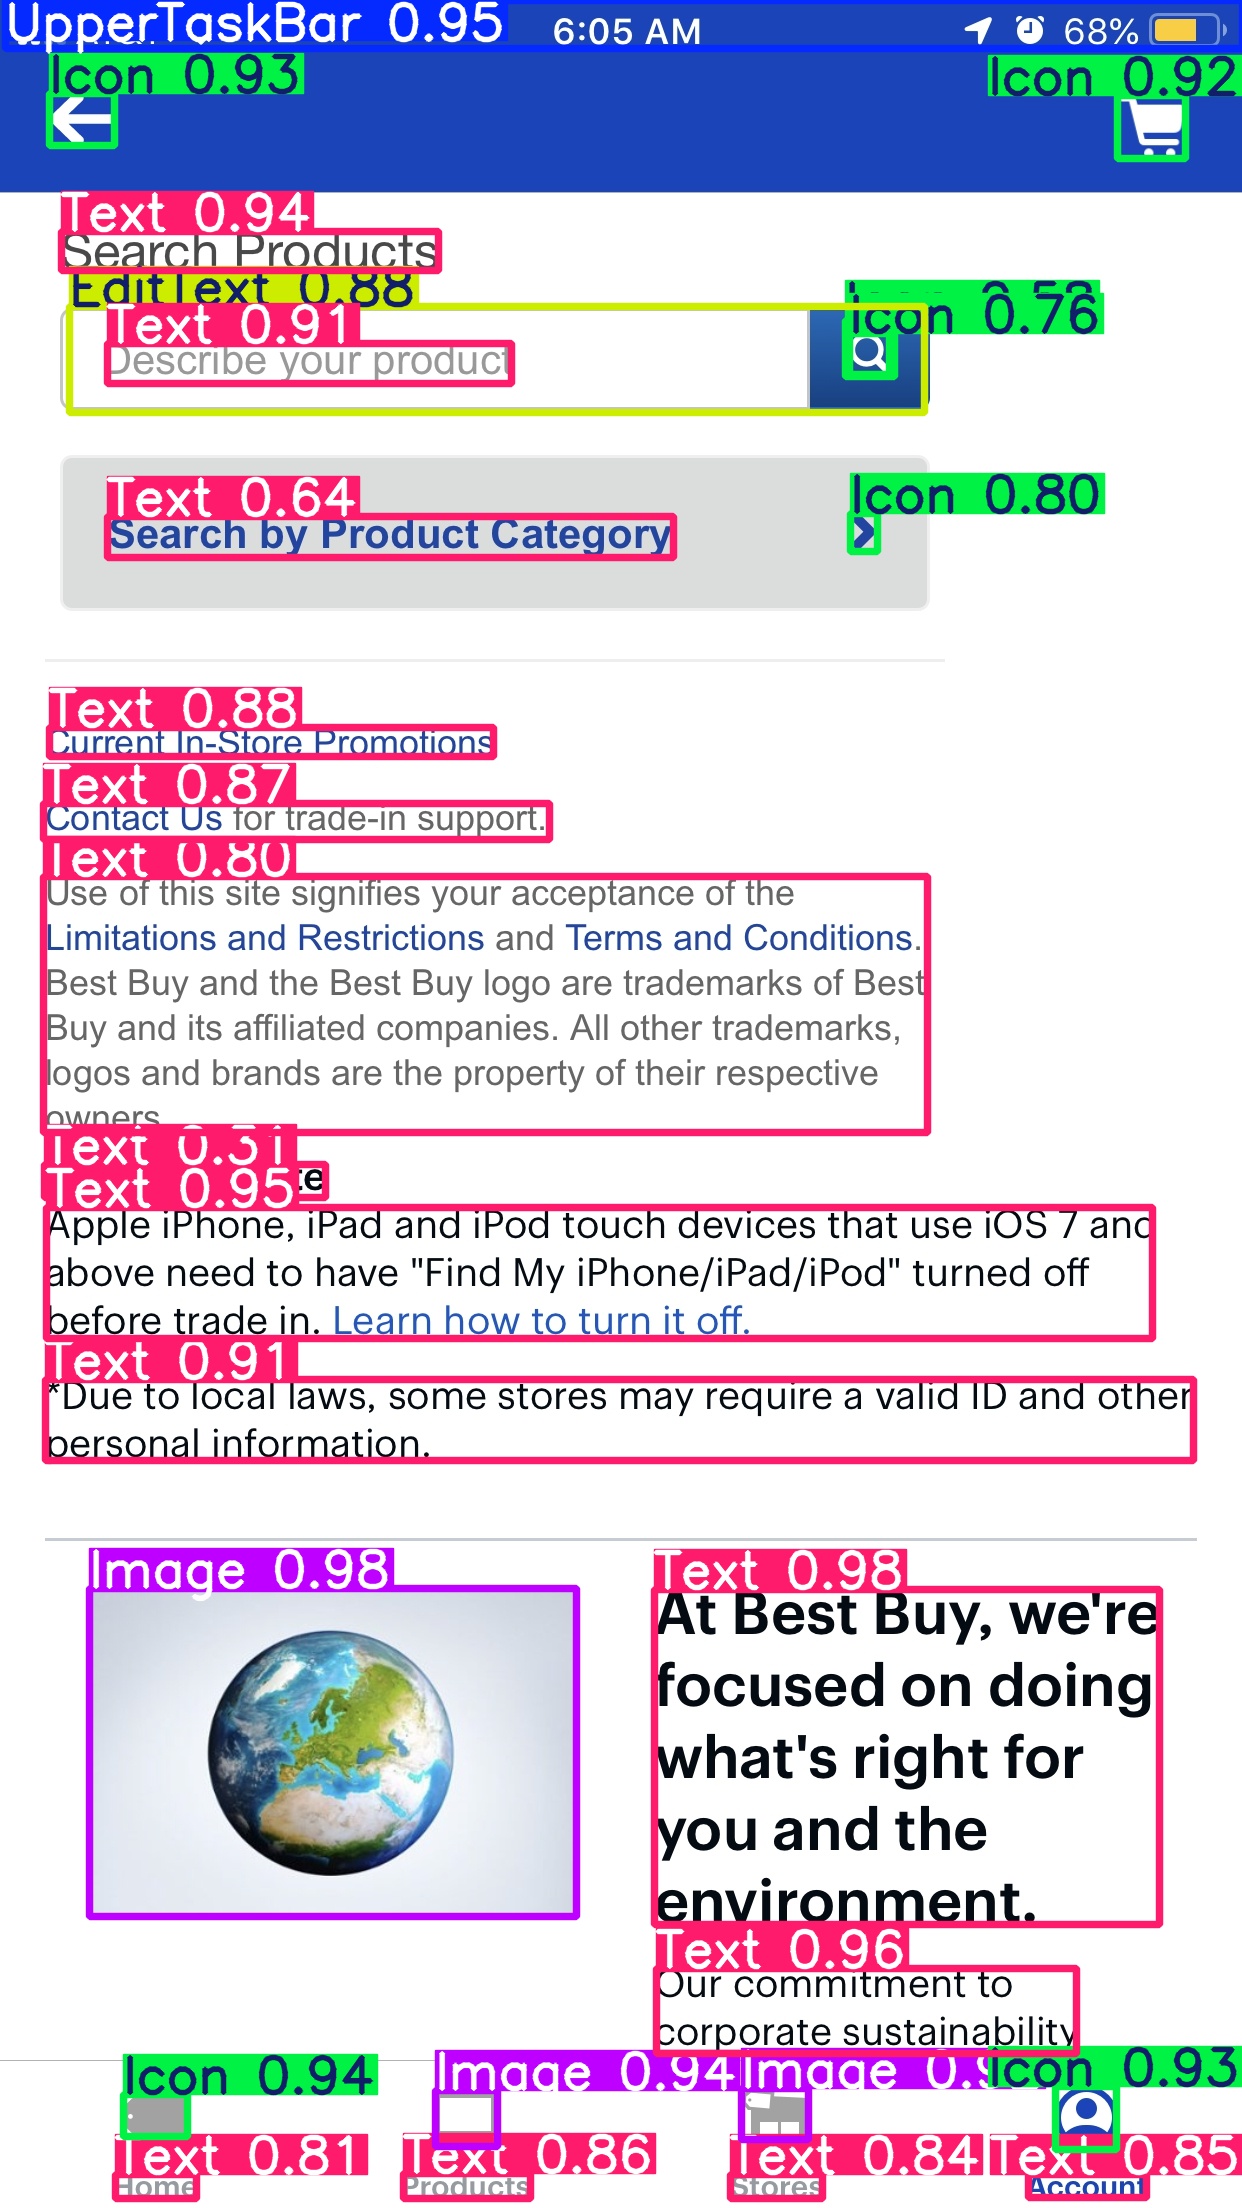 UpperTaskBar 0.95
6:05 AM
68%
Icon 0.93
Icon 0.92
Text 0.94
Search Products
EditText 0.88
Icon 0.76
Text 0.91
Describe your product
Text 0.64
Icon 0.80
Search by Product Category
Text 0.88
Current In-Store Promotions
Text 0.87
Contact Us for trade-in support.
Text 0.80
Use of this site signifies your acceptance of the
Limitations and Restrictions and Terms and Conditions.
Best Buy and the Best Buy logo are trademarks of Best
Buy and its affiliated companies. All other trademarks,
logos and brands are the property of their respective
owners.
Text 0.31
Text 0.95
Apple iPhone, iPad and iPod touch devices that use iOS 7 and
above need to have "Find My iPhone/iPad/iPod" turned off
before trade in. Learn how to turn it off.
Text 0.91
*Due to local laws, some stores may require a valid ID and other
personal information.
Image 0.98
Text 0.98
At Best Buy, we're
focused on doing
what's right for
you and the
environment.
Text 0.96
Our commitment to
corporate sustainability
Icon 0.94
Image 0.94
Image
Icon 0.93
Text 0.81
Text 0.86
Text 0.84
Text 0.85
Home
Products
Stores
Account